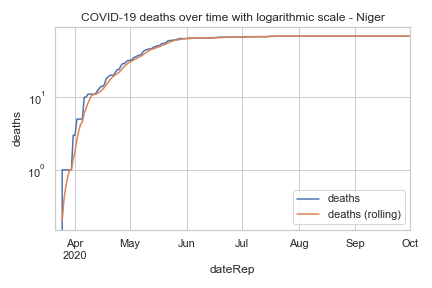 COVID-19 deaths over time with logarithmic scale - Niger
deaths
10¹
10⁰
deaths
deaths (rolling)
Apr May Jun Jul Aug Sep Oct
2020
dateRep